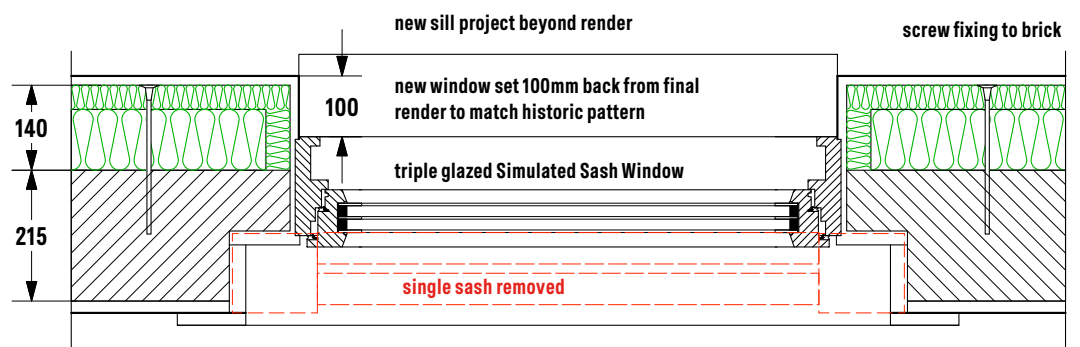 new sill project beyond render
screw fixing to brick
100
new window set 100mm back from final
render to match historic pattern
140
triple glazed Simulated Sash Window
215
single sash removed